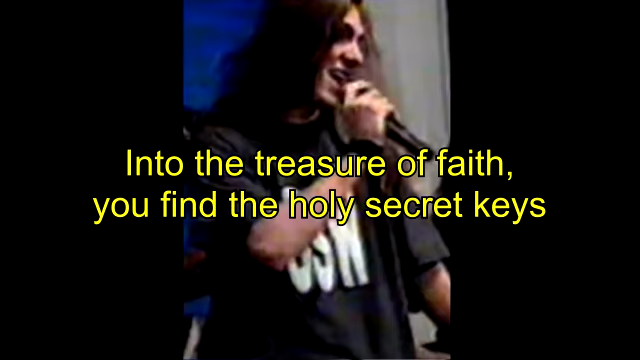 Into the treasure of faith,
you find the holy secret keys